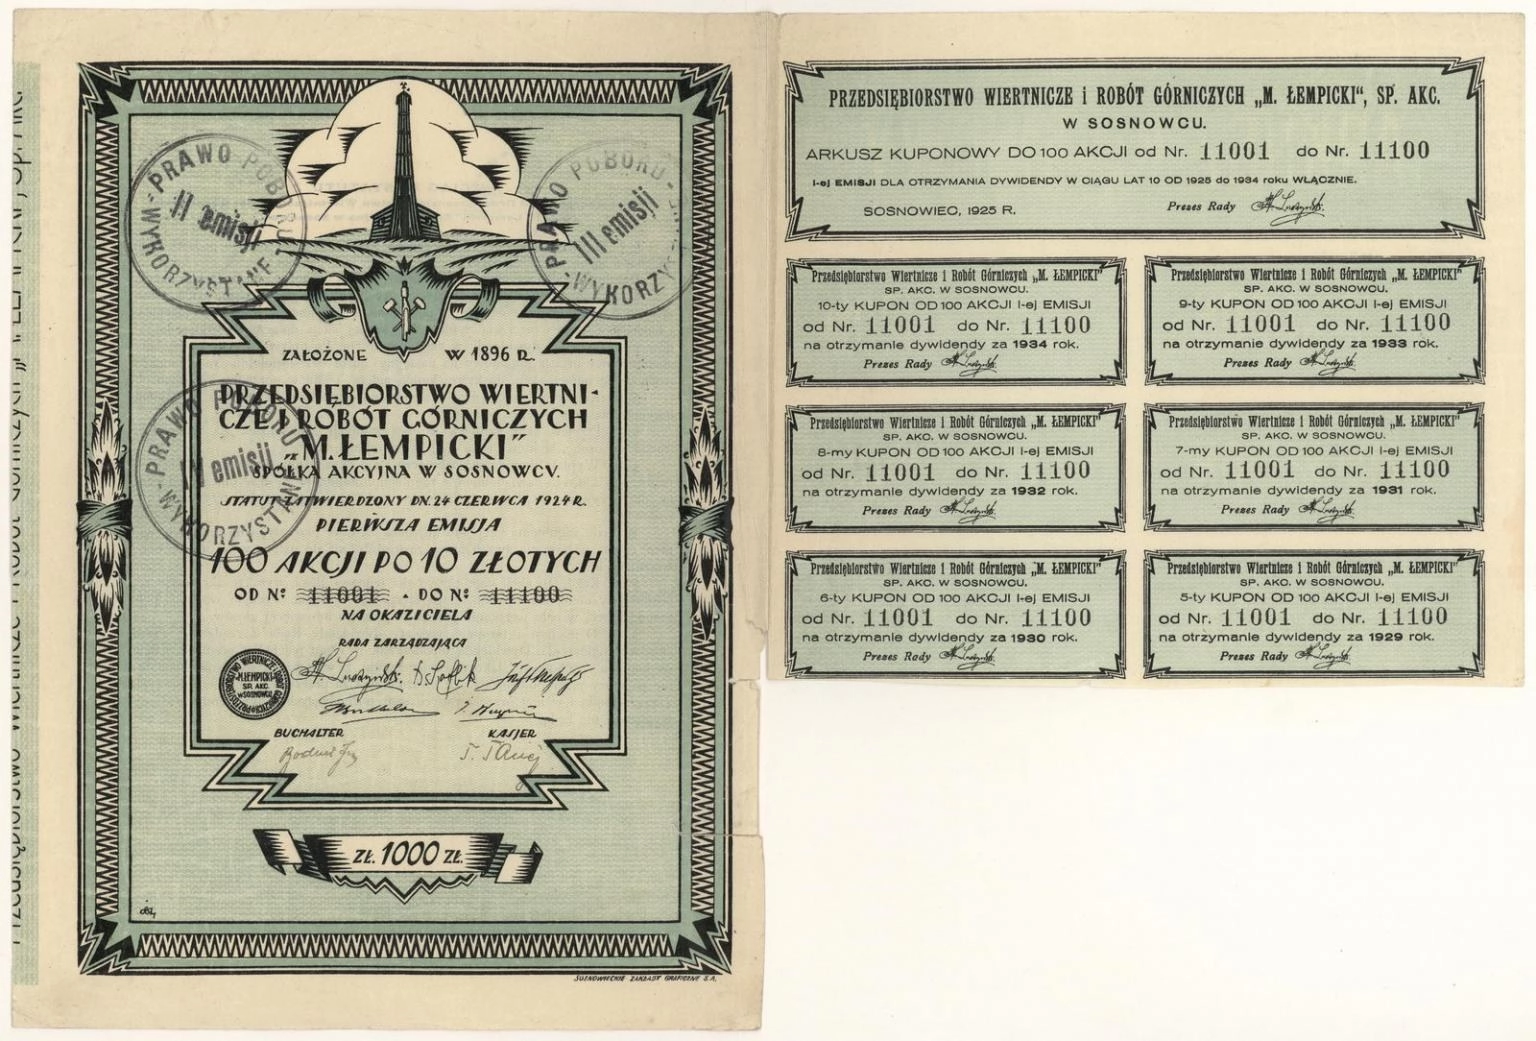 ZAŁOŻONE W 1896 R.
PRZEDSIĘBIORSTWO WIERTNI-
CZE I ROBÓT GÓRNICZYCH
„M. ŁEMPICKI”
SPÓŁKA AKCYJNA W SOSNOWCU.
STATUT ZATWIERDZONY DN. 24 CZERWCA 1924 R.
PIERWSZA EMISJA
100 AKCJI PO 10 ZŁOTYCH
OD Nº 11001 . DO Nº 11100
NA OKAZICIELA
RADA ZARZĄDZAJĄCA
BUCHALTER KASJER
ZŁ. 1000 ZŁ.
SOSNOWIECKIE ZAKŁADY GRAFICZNE S.A.
PRAWO POBORU
II emisji
WYKORZYSTANE
PRAWO POBORU
III emisji
PRAWO POBORU
emisji
WYKORZYSTANE
PRZEDSIĘBIORSTWO WIERTNICZE ROBÓT GÓRNICZYCH
M. ŁEMPICKI
SP. AKC.
W SOSNOWCU
PRZEDSIĘBIORSTWO WIERTNICZE i ROBÓT GÓRNICZYCH „M. ŁEMPICKI”, SP. AKC.
W SOSNOWCU.
ARKUSZ KUPONOWY DO 100 AKCJI od Nr. 11001 do Nr. 11100
I-ej EMISJI DLA OTRZYMANIA DYWIDENDY W CIĄGU LAT 10 OD 1925 do 1934 roku WŁĄCZNIE.
SOSNOWIEC, 1925 R. Prezes Rady
Przedsiębiorstwo Wiertnicze i Robót Górniczych „M. ŁEMPICKI”
SP. AKC. W SOSNOWCU.
10-ty KUPON OD 100 AKCJI I-ej EMISJI
od Nr. 11001 do Nr. 11100
na otrzymanie dywidendy za 1934 rok.
Prezes Rady
Przedsiębiorstwo Wiertnicze i Robót Górniczych „M. ŁEMPICKI”
SP. AKC. W SOSNOWCU.
9-ty KUPON OD 100 AKCJI I-ej EMISJI
od Nr. 11001 do Nr. 11100
na otrzymanie dywidendy za 1933 rok.
Prezes Rady
Przedsiębiorstwo Wiertnicze i Robót Górniczych „M. ŁEMPICKI”
SP. AKC. W SOSNOWCU.
8-my KUPON OD 100 AKCJI I-ej EMISJI
od Nr. 11001 do Nr. 11100
na otrzymanie dywidendy za 1932 rok.
Prezes Rady
Przedsiębiorstwo Wiertnicze i Robót Górniczych „M. ŁEMPICKI”
SP. AKC. W SOSNOWCU.
7-my KUPON OD 100 AKCJI I-ej EMISJI
od Nr. 11001 do Nr. 11100
na otrzymanie dywidendy za 1931 rok.
Prezes Rady
Przedsiębiorstwo Wiertnicze i Robót Górniczych „M. ŁEMPICKI”
SP. AKC. W SOSNOWCU.
6-ty KUPON OD 100 AKCJI I-ej EMISJI
od Nr. 11001 do Nr. 11100
na otrzymanie dywidendy za 1930 rok.
Prezes Rady
Przedsiębiorstwo Wiertnicze i Robót Górniczych „M. ŁEMPICKI”
SP. AKC. W SOSNOWCU.
5-ty KUPON OD 100 AKCJI I-ej EMISJI
od Nr. 11001 do Nr. 11100
na otrzymanie dywidendy za 1929 rok.
Prezes Rady